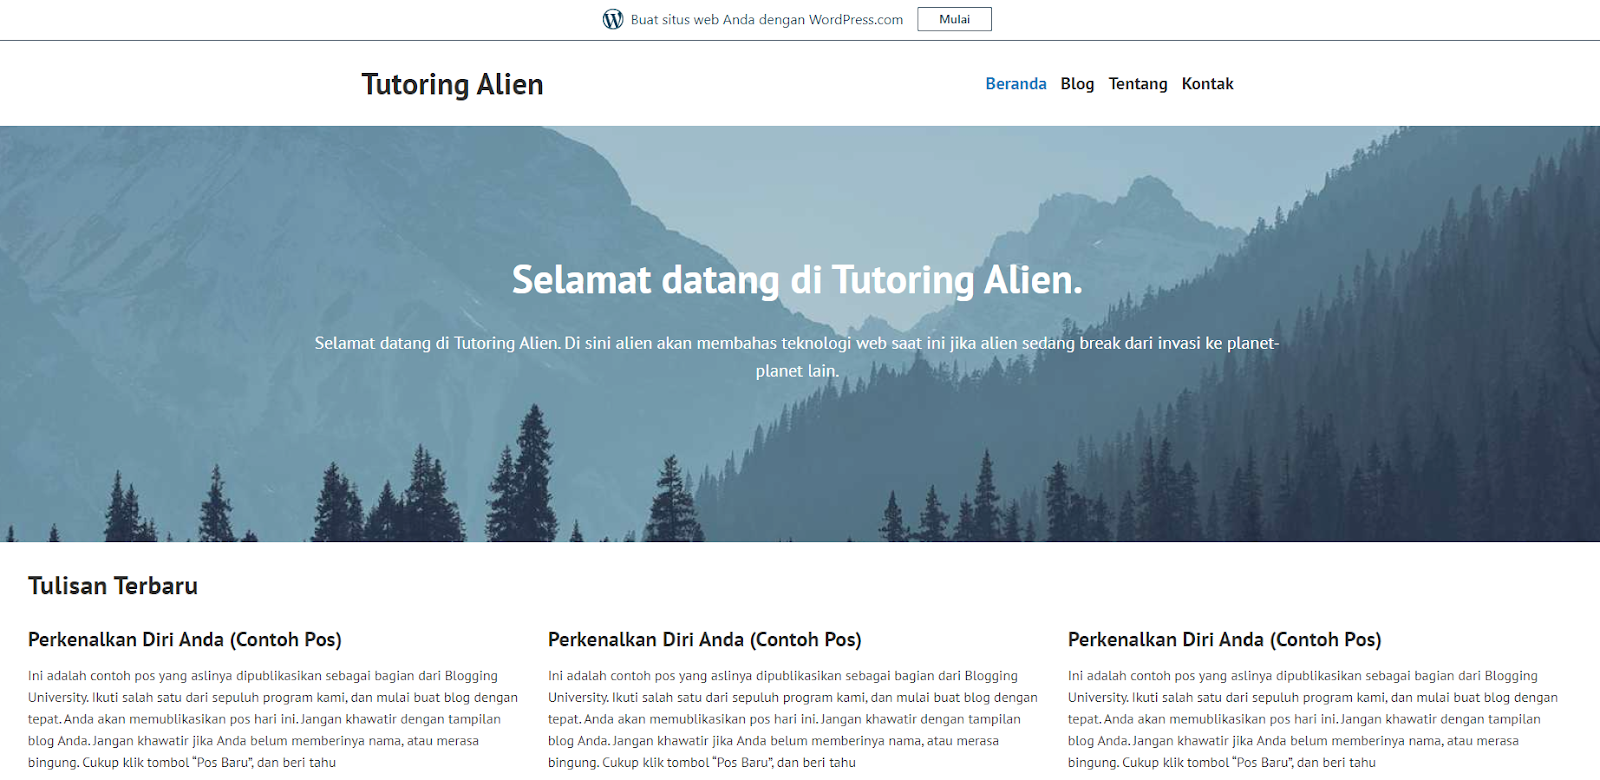 Buat situs web Anda dengan WordPress.com
Mulai
Tutoring Alien
Beranda Blog Tentang Kontak
Selamat datang di Tutoring Alien.
Selamat datang di Tutoring Alien. Di sini alien akan membahas teknologi web saat ini jika alien sedang break dari invasi ke planet-
planet lain.
Tulisan Terbaru
Perkenalkan Diri Anda (Contoh Pos)
Ini adalah contoh pos yang aslinya dipublikasikan sebagai bagian dari Blogging
University. Ikuti salah satu dari sepuluh program kami, dan mulai buat blog dengan
tepat. Anda akan memublikasikan pos hari ini. Jangan khawatir dengan tampilan
blog Anda. Jangan khawatir jika Anda belum memberinya nama, atau merasa
bingung. Cukup klik tombol “Pos Baru”, dan beri tahu
Perkenalkan Diri Anda (Contoh Pos)
Ini adalah contoh pos yang aslinya dipublikasikan sebagai bagian dari Blogging
University. Ikuti salah satu dari sepuluh program kami, dan mulai buat blog dengan
tepat. Anda akan memublikasikan pos hari ini. Jangan khawatir dengan tampilan
blog Anda. Jangan khawatir jika Anda belum memberinya nama, atau merasa
bingung. Cukup klik tombol “Pos Baru”, dan beri tahu
Perkenalkan Diri Anda (Contoh Pos)
Ini adalah contoh pos yang aslinya dipublikasikan sebagai bagian dari Blogging
University. Ikuti salah satu dari sepuluh program kami, dan mulai buat blog dengan
tepat. Anda akan memublikasikan pos hari ini. Jangan khawatir dengan tampilan
blog Anda. Jangan khawatir jika Anda belum memberinya nama, atau merasa
bingung. Cukup klik tombol “Pos Baru”, dan beri tahu